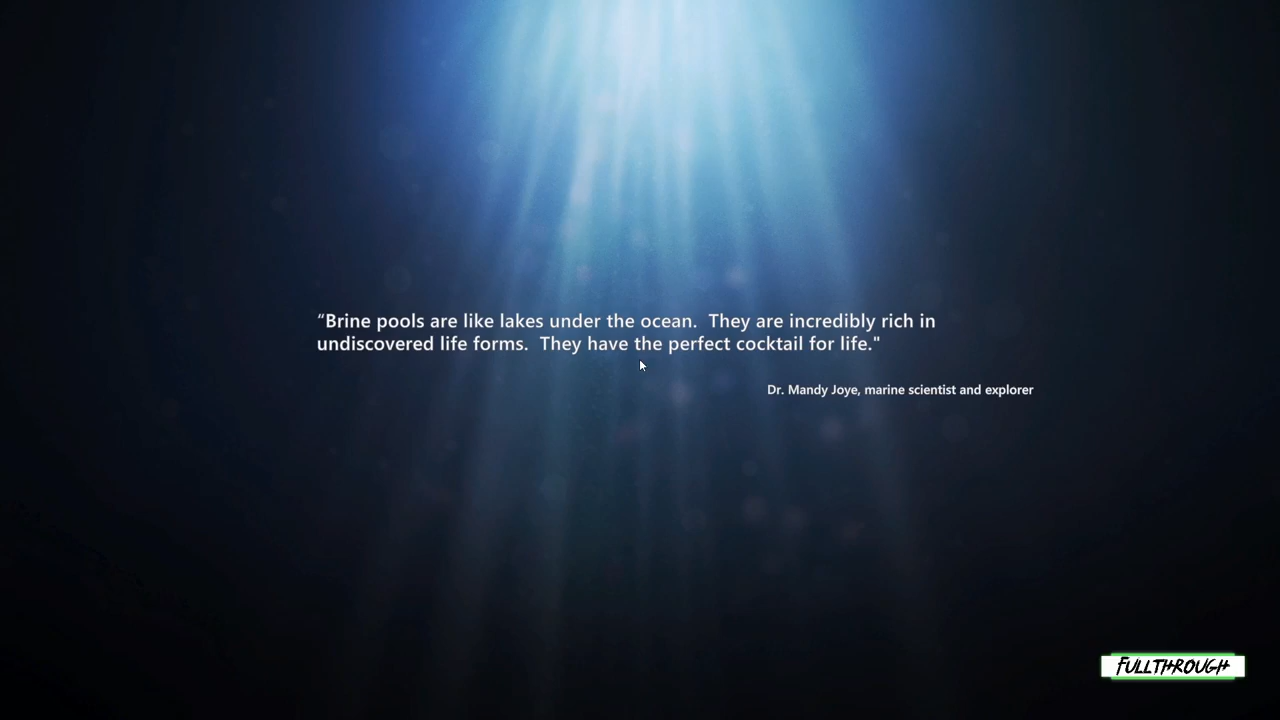 “Brine pools are like lakes under the ocean.  They are incredibly rich in
undiscovered life forms.  They have the perfect cocktail for life."
Dr. Mandy Joye, marine scientist and explorer
FULLTHROUGH